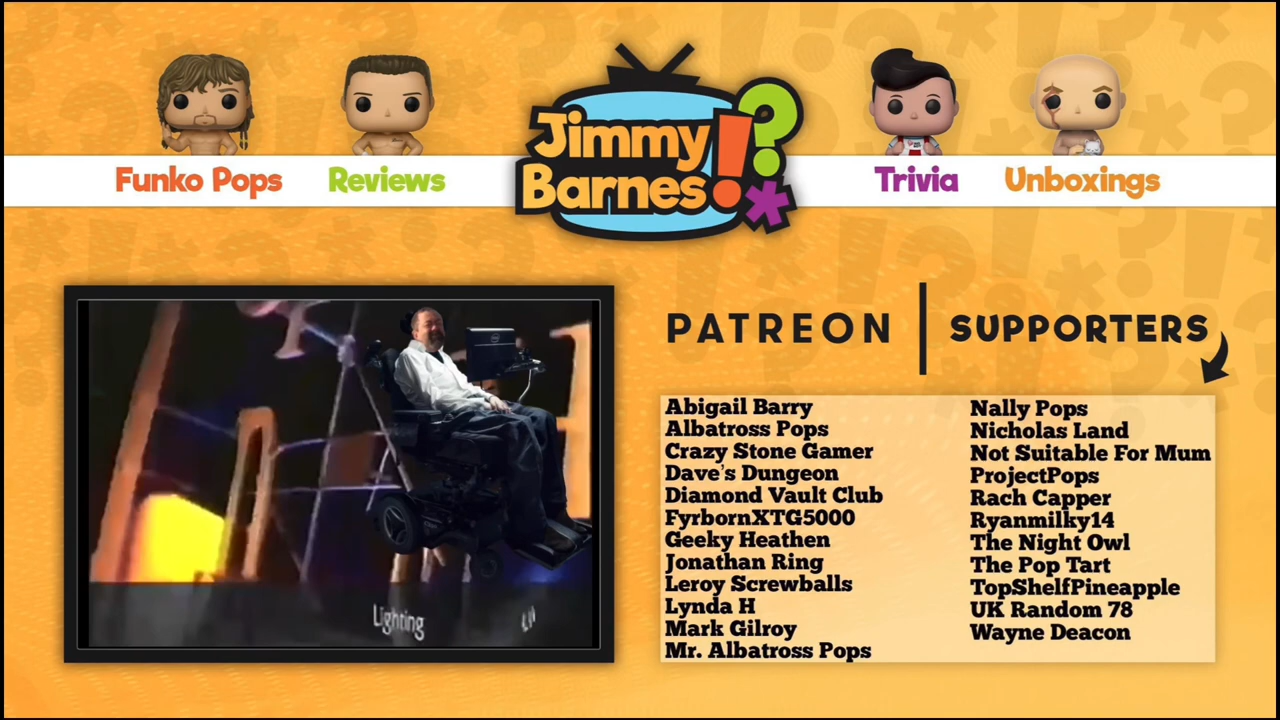 Funko Pops
Reviews
Jimmy
Barnes!?*
Trivia
Unboxings
PATREON | SUPPORTERS
Abigail Barry
Albatross Pops
Crazy Stone Gamer
Dave's Dungeon
Diamond Vault Club
FyrbornXTG5000
Geeky Heathen
Jonathan Ring
Leroy Screwballs
Lynda H
Mark Gilroy
Mr. Albatross Pops
Nally Pops
Nicholas Land
Not Suitable For Mum
ProjectPops
Rach Capper
Ryanmilky14
The Night Owl
The Pop Tart
TopShelfPineapple
UK Random 78
Wayne Deacon
Lighting